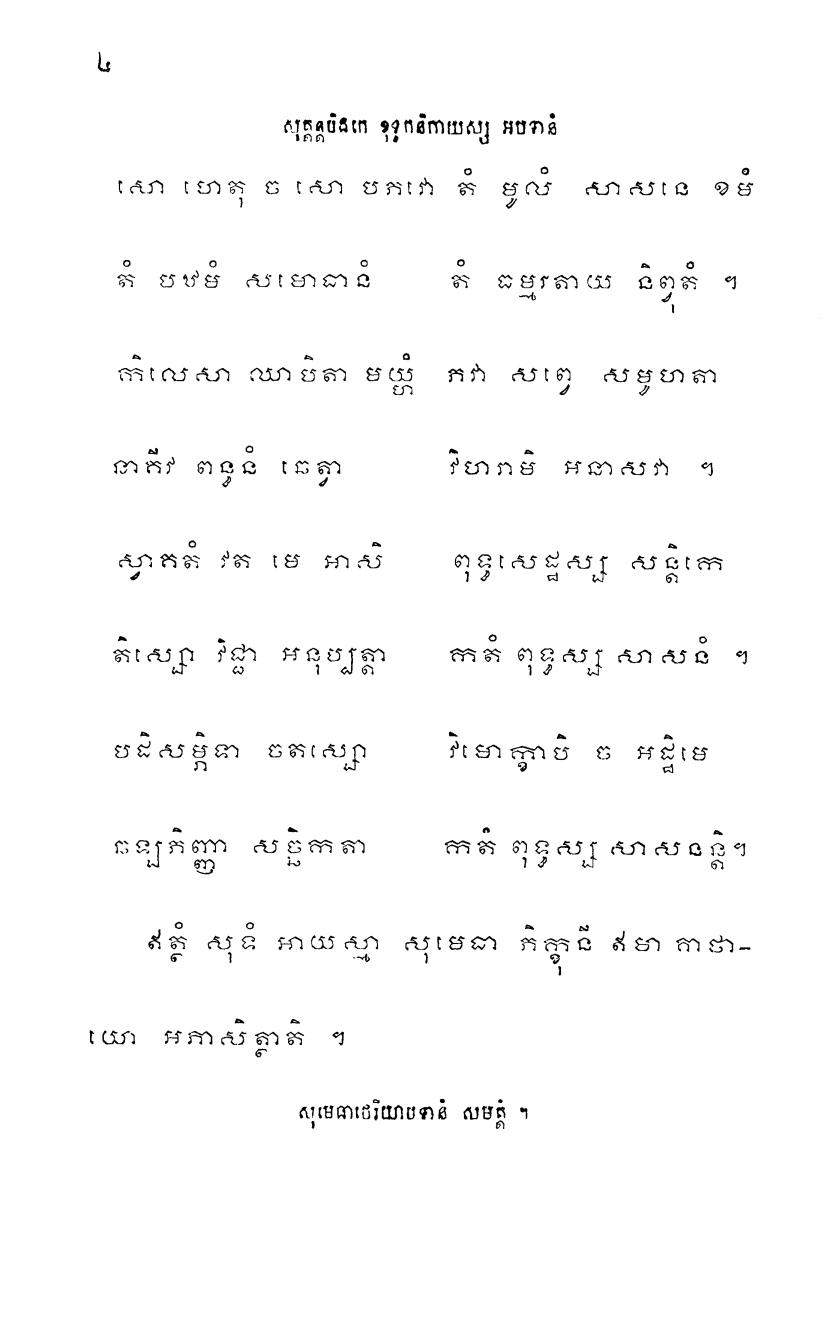 ៤
សុត្តន្តបិដកេ ខុទ្ទកនិកាយស្ស អបទានំ
សោ ហេតុ ច សោ បភវោ តំ មូលំ សាសនេ ខមំ
តំ បឋមំ សមោធានំ តំ ធម្មរតាយ និព្វុតំ ។
កិលេសា ឈាបិតា មយ្ហំ ភវា សព្វេ សមូហតា
នាគីវ ពន្ធនំ ឆេត្វា វិហរាមិ អនាសវា ។
ស្វាគតំ វត មេ អាសិ ពុទ្ធសេដ្ឋស្ស សន្តិកេ
តិស្សោ វិជ្ជា អនុប្បត្តា កតំ ពុទ្ធស្ស សាសនំ ។
បដិសម្ភិទា ចតស្សោ វិមោក្ខាបិ ច អដ្ឋិមេ
ឆឡភិញ្ញា សច្ឆិកតា កតំ ពុទ្ធស្ស សាសនន្តិ។
ឥត្ថំ សុទំ អាយស្មា សុមេធា ភិក្ខុនី ឥមា គាថា-
យោ អភាសិត្ថាតិ ។
សុមេធាថេរិយាបទានំ សមត្តំ ។